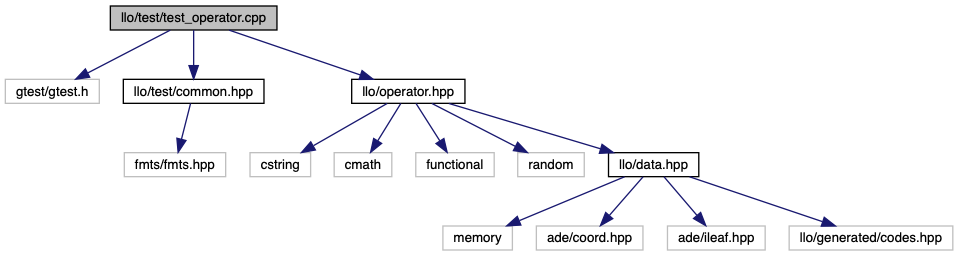 llo/test/test_operator.cpp
gtest/gtest.h
llo/test/common.hpp
llo/operator.hpp
fmts/fmts.hpp
cstring
cmath
functional
random
llo/data.hpp
memory
ade/coord.hpp
ade/ileaf.hpp
llo/generated/codes.hpp